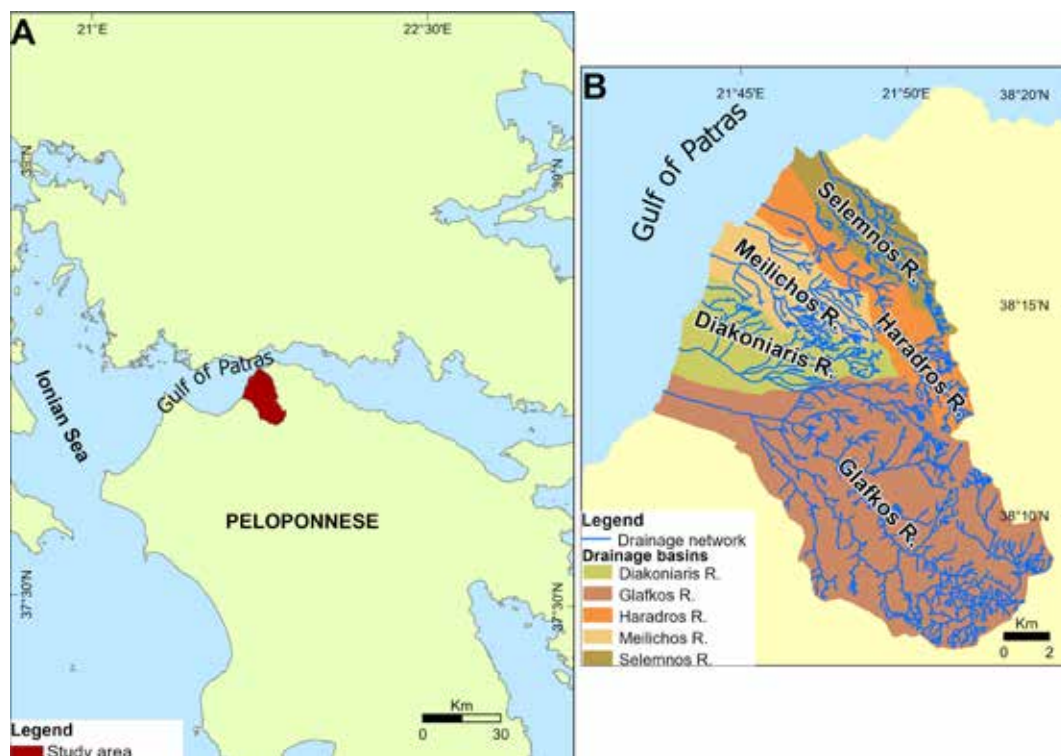 A
21°E
22°30'E
39°N
39°N
Gulf of Patras
Ionian Sea
PELOPONNESE
37°30'N
37°30'N
Km
0 30
Legend
Study area
B
21°45'E
21°50'E
38°20'N
Gulf of Patras
Selemnos R.
Meilichos R.
38°15'N
Haradros R.
Diakoniaris R.
Glafkos R.
38°10'N
Legend
Drainage network
Drainage basins
Diakoniaris R.
Glafkos R.
Haradros R.
Meilichos R.
Selemnos R.
Km
0 2